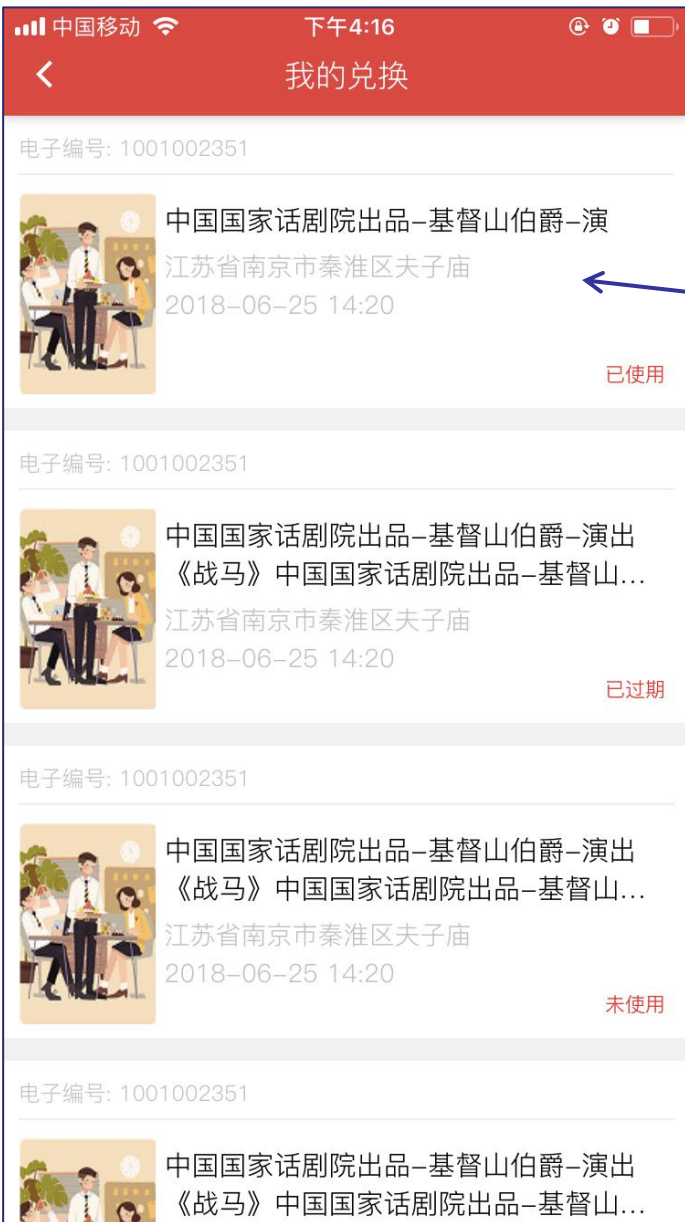 中国移动 下午4:16
我的兑换
电子编号: 1001002351
中国国家话剧院出品-基督山伯爵-演
江苏省南京市秦淮区夫子庙
2018-06-25 14:20
已使用
电子编号: 1001002351
中国国家话剧院出品-基督山伯爵-演出
《战马》中国国家话剧院出品-基督山...
江苏省南京市秦淮区夫子庙
2018-06-25 14:20
已过期
电子编号: 1001002351
中国国家话剧院出品-基督山伯爵-演出
《战马》中国国家话剧院出品-基督山...
江苏省南京市秦淮区夫子庙
2018-06-25 14:20
未使用
电子编号: 1001002351
中国国家话剧院出品-基督山伯爵-演出
《战马》中国国家话剧院出品-基督山...